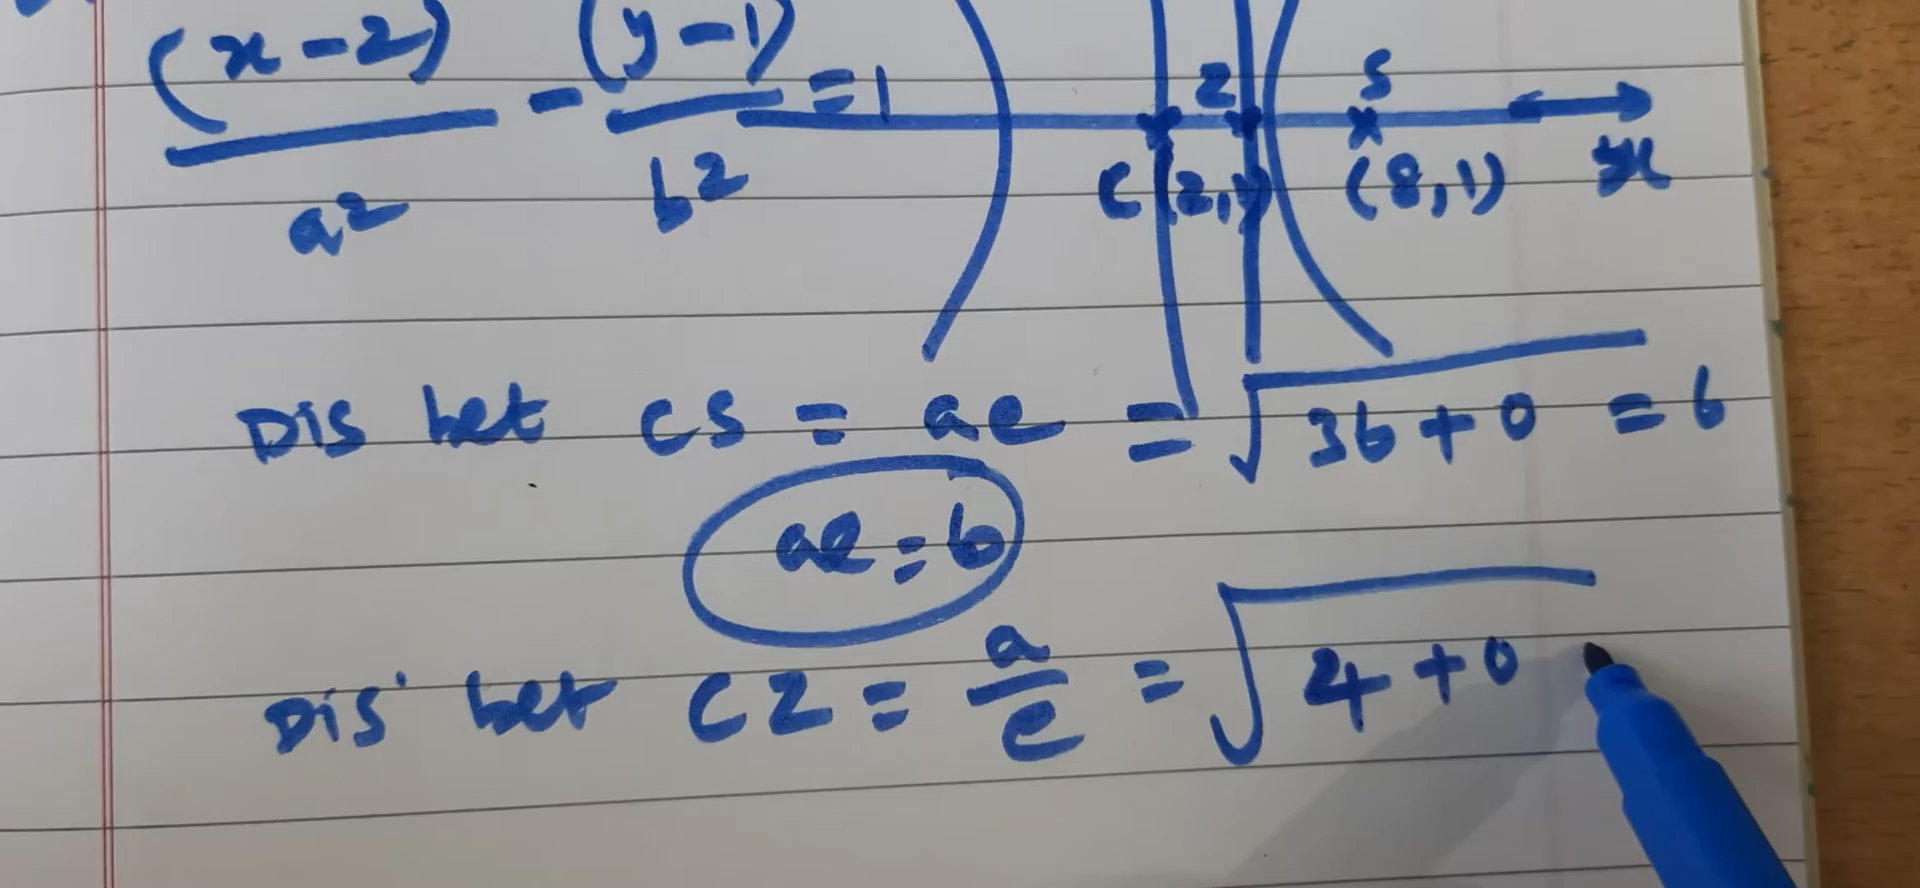 (x-2) / a² - (y-1) / b² = 1
Z S
C (2,1) (8,1) x
Dis bet CS = ae = √36+0 = 6
ae = 6
Dis bet CZ = a/e = √4+0